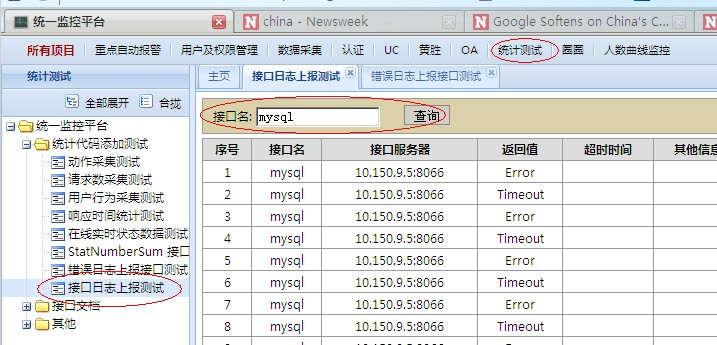 统一监控平台 china - Newsweek Google Softens on China's C...
所有项目 重点自动报警 用户及权限管理 数据采集 认证 UC 黄胜 OA 统计测试 圈圈 人数曲线监控
统计测试 主页 接口日志上报测试 错误日志上报接口测试
全部展开 合拢
接口名: mysql 查询
统一监控平台
统计代码添加测试
动作采集测试
请求数采集测试
用户行为采集测试
响应时间统计测试
在线实时状态数据测试
StatNumberSum 接口
错误日志上报接口测试
接口日志上报测试
接口文档
其他
序号 接口名 接口服务器 返回值 超时时间 其他信息
1 mysql 10.150.9.5:8066 Error
2 mysql 10.150.9.5:8066 Timeout
3 mysql 10.150.9.5:8066 Error
4 mysql 10.150.9.5:8066 Timeout
5 mysql 10.150.9.5:8066 Error
6 mysql 10.150.9.5:8066 Timeout
7 mysql 10.150.9.5:8066 Error
8 mysql 10.150.9.5:8066 Timeout